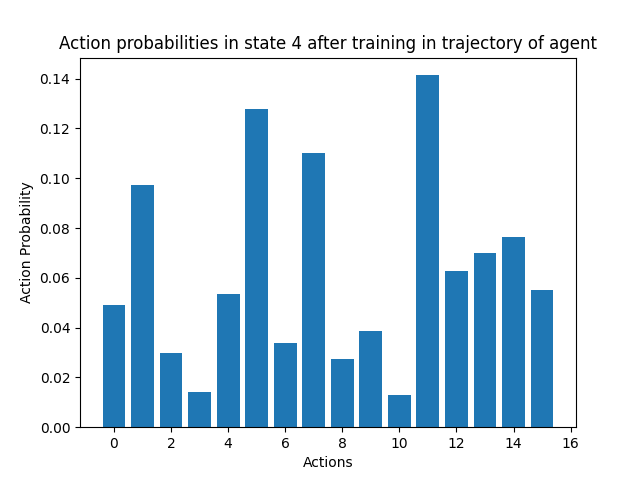 Action probabilities in state 4 after training in trajectory of agent
0.14
0.12
0.10
0.08
0.06
0.04
0.02
0.00
Action Probability
0 2 4 6 8 10 12 14 16
Actions